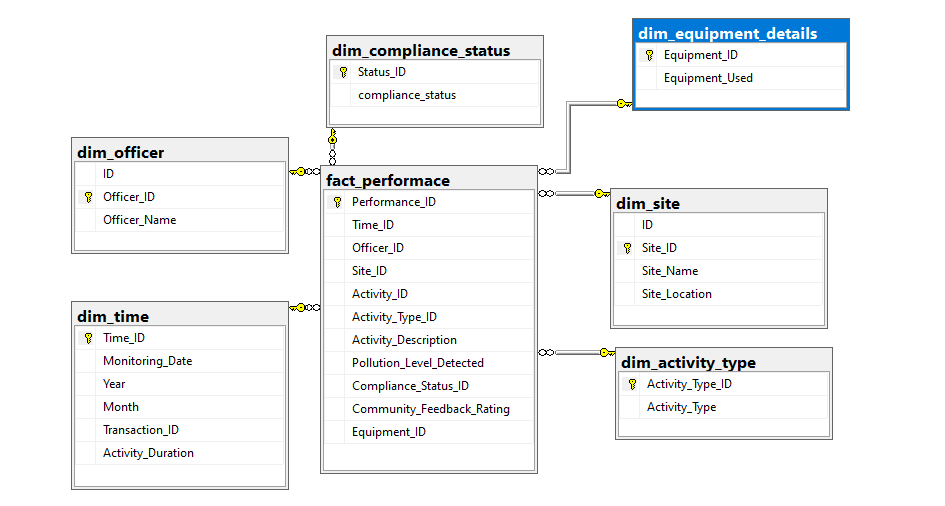 dim_compliance_status
Status_ID
compliance_status
dim_equipment_details
Equipment_ID
Equipment_Used
dim_officer
ID
Officer_ID
Officer_Name
fact_performace
Performance_ID
Time_ID
Officer_ID
Site_ID
Activity_ID
Activity_Type_ID
Activity_Description
Pollution_Level_Detected
Compliance_Status_ID
Community_Feedback_Rating
Equipment_ID
dim_site
ID
Site_ID
Site_Name
Site_Location
dim_time
Time_ID
Monitoring_Date
Year
Month
Transaction_ID
Activity_Duration
dim_activity_type
Activity_Type_ID
Activity_Type